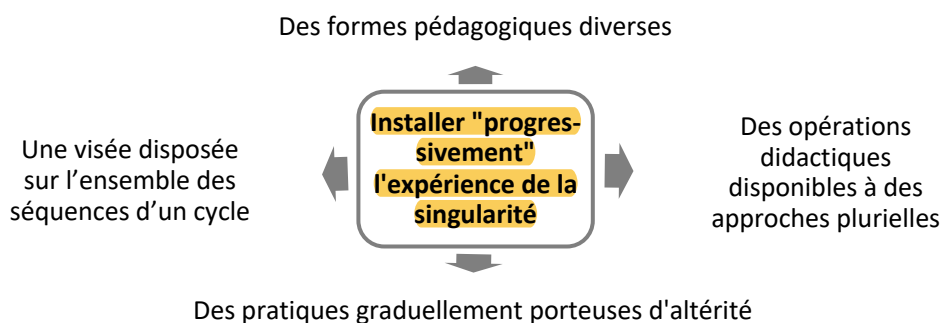 Des formes pédagogiques diverses
Une visée disposée
sur l’ensemble des
séquences d’un cycle
Installer "progres-
sivement"
l'expérience de la
singularité
Des opérations
didactiques
disponibles à des
approches plurielles
Des pratiques graduellement porteuses d'altérité